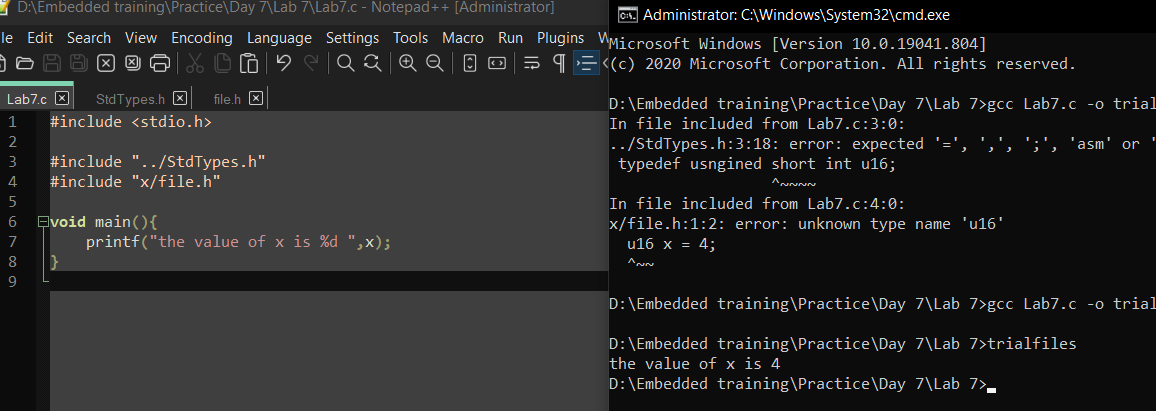 D:\Embedded training\Practice\Day 7\Lab 7\Lab7.c - Notepad++ [Administrator]
le Edit Search View Encoding Language Settings Tools Macro Run Plugins W
Lab7.c StdTypes.h file.h
1 #include <stdio.h>
2
3 #include "../StdTypes.h"
4 #include "x/file.h"
5
6 void main(){
7 printf("the value of x is %d ",x);
8 }
9
Administrator: C:\Windows\System32\cmd.exe
Microsoft Windows [Version 10.0.19041.804]
(c) 2020 Microsoft Corporation. All rights reserved.
D:\Embedded training\Practice\Day 7\Lab 7>gcc Lab7.c -o trial
In file included from Lab7.c:3:0:
../StdTypes.h:3:18: error: expected '=', ',', ';', 'asm' or '
typedef usngined short int u16;
^~~~~
In file included from Lab7.c:4:0:
x/file.h:1:2: error: unknown type name 'u16'
u16 x = 4;
^~~
D:\Embedded training\Practice\Day 7\Lab 7>gcc Lab7.c -o trial
D:\Embedded training\Practice\Day 7\Lab 7>trialfiles
the value of x is 4
D:\Embedded training\Practice\Day 7\Lab 7>